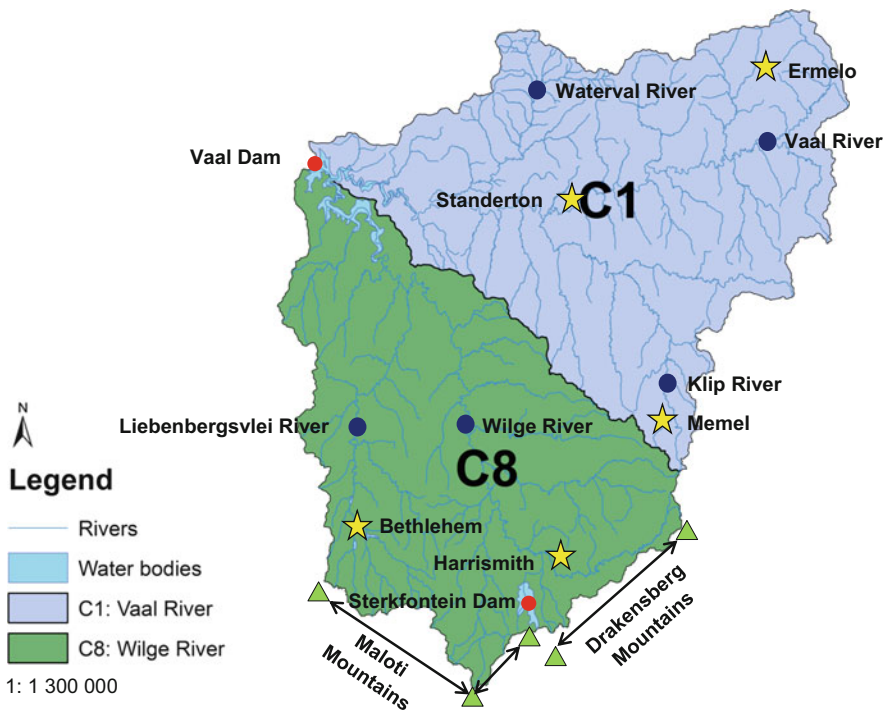 Ermelo
Waterval River
Vaal River
Vaal Dam
Standerton
C1
Klip River
Memel
Liebenbergsvlei River
Wilge River
C8
N
Legend
Rivers
Water bodies
C1: Vaal River
C8: Wilge River
1: 1 300 000
Bethlehem
Harrismith
Sterkfontein Dam
Maloti
Mountains
Drakensberg
Mountains